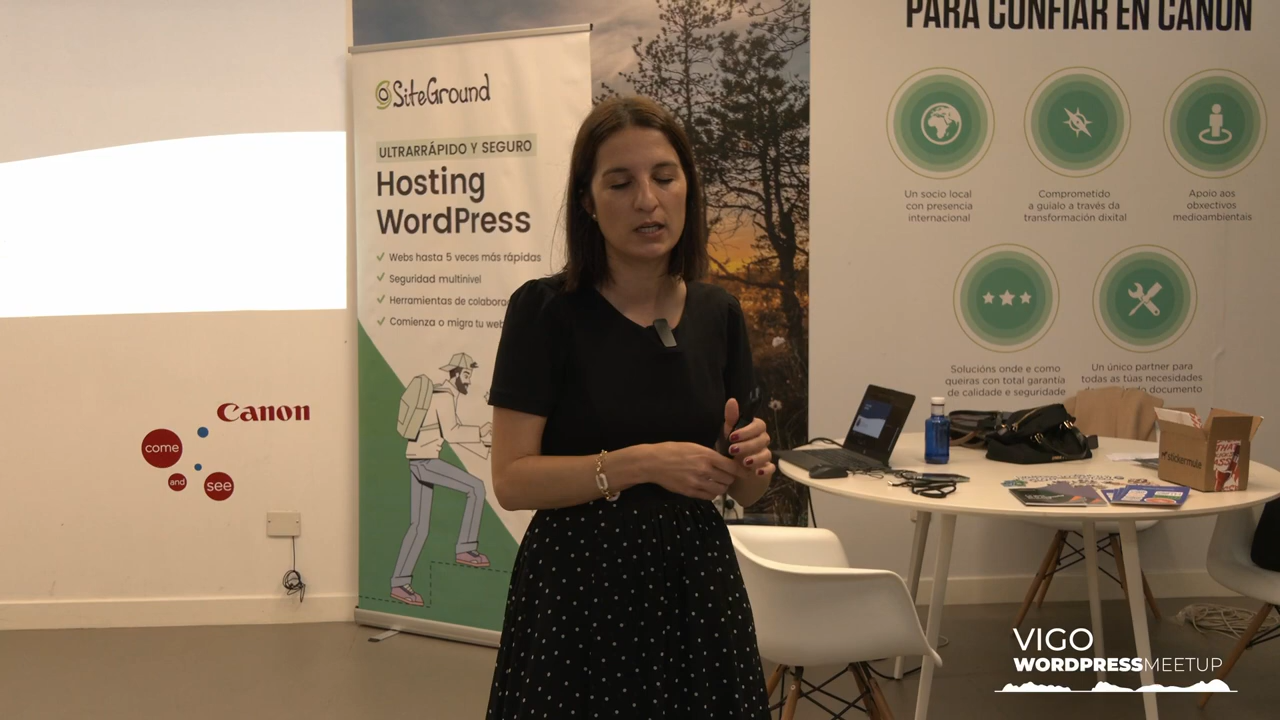 PARA CONFIAR EN CANON
SiteGround
ULTRARRÁPIDO Y SEGURO
Hosting
WordPress
Webs hasta 5 veces más rápidas
Seguridad multinivel
Herramientas de
Comienza o migra tu web
Canon
come
and
see
Un socio local
con presencia
internacional
Comprometido
a guialo a través da
transformación dixital
Apoio aos
obxectivos
medioambientais
Solucións onde e como
queiras con total garantía
de calidade e seguridade
Un único partner para
todas as túas necesidades
documento
stickermule
VIGO
WORDPRESSMEETUP